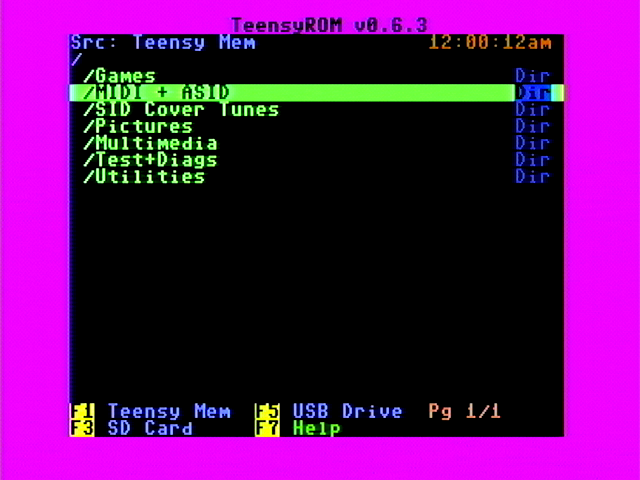 TeensyROM v0.6.3
Src: Teensy Mem 12:00:12am
/
/Games Dir
/MIDI + ASID Dir
/SID Cover Tunes Dir
/Pictures Dir
/Multimedia Dir
/Test+Diags Dir
/Utilities Dir
F1 Teensy Mem F5 USB Drive Pg 1/1
F3 SD Card F7 Help